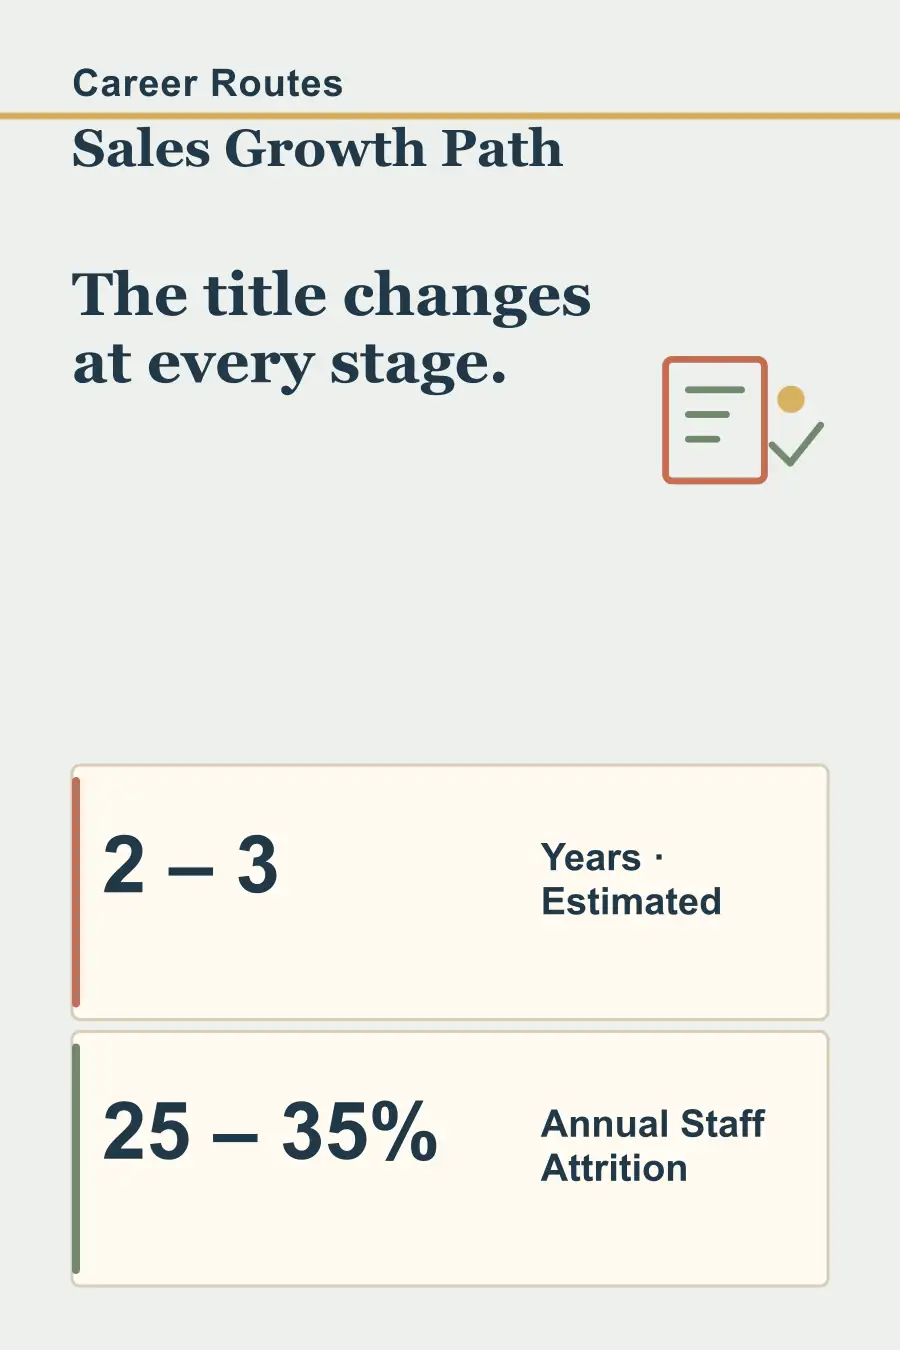 Career Routes
Sales Growth Path
The title changes
at every stage.
2 – 3
Years ·
Estimated
25 – 35%
Annual Staff
Attrition